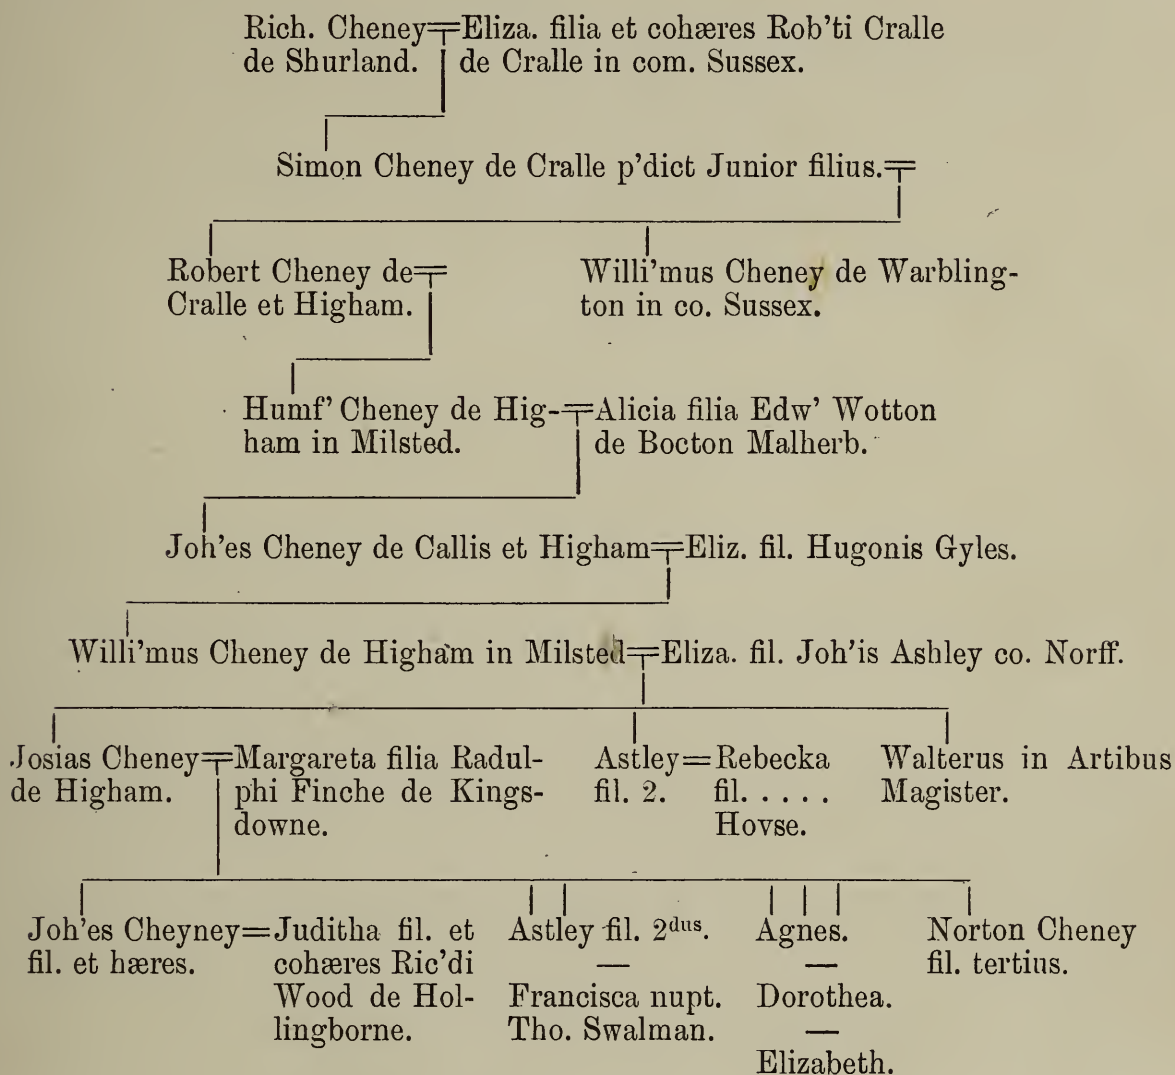 Rich. Cheney=Eliza. filia et cohæres Rob'ti Cralle
de Shurland. de Cralle in com. Sussex.
Simon Cheney de Cralle p'dict Junior filius.=
Robert Cheney de=
Cralle et Higham.
Willi'mus Cheney de Warbling-
ton in co. Sussex.
Humf' Cheney de Hig-=Alicia filia Edw' Wotton
ham in Milsted. de Bocton Malherb.
Joh'es Cheney de Callis et Higham=Eliz. fil. Hugonis Gyles.
Willi'mus Cheney de Higham in Milsted=Eliza. fil. Joh'is Ashley co. Norff.
Josias Cheney=
de Higham.
Margareta filia Radul-
phi Finche de Kings-
downe.
Astley=
fil. 2.
Rebecka
fil. . . . .
Hovse.
Walterus in Artibus
Magister.
Joh'es Cheyney=
fil. et hæres.
Juditha fil. et
cohæres Ric'di
Wood de Hol-
lingborne.
Astley fil. 2dus.
—
Francisca nupt.
Tho. Swalman.
Agnes.
—
Dorothea.
—
Elizabeth.
Norton Cheney
fil. tertius.